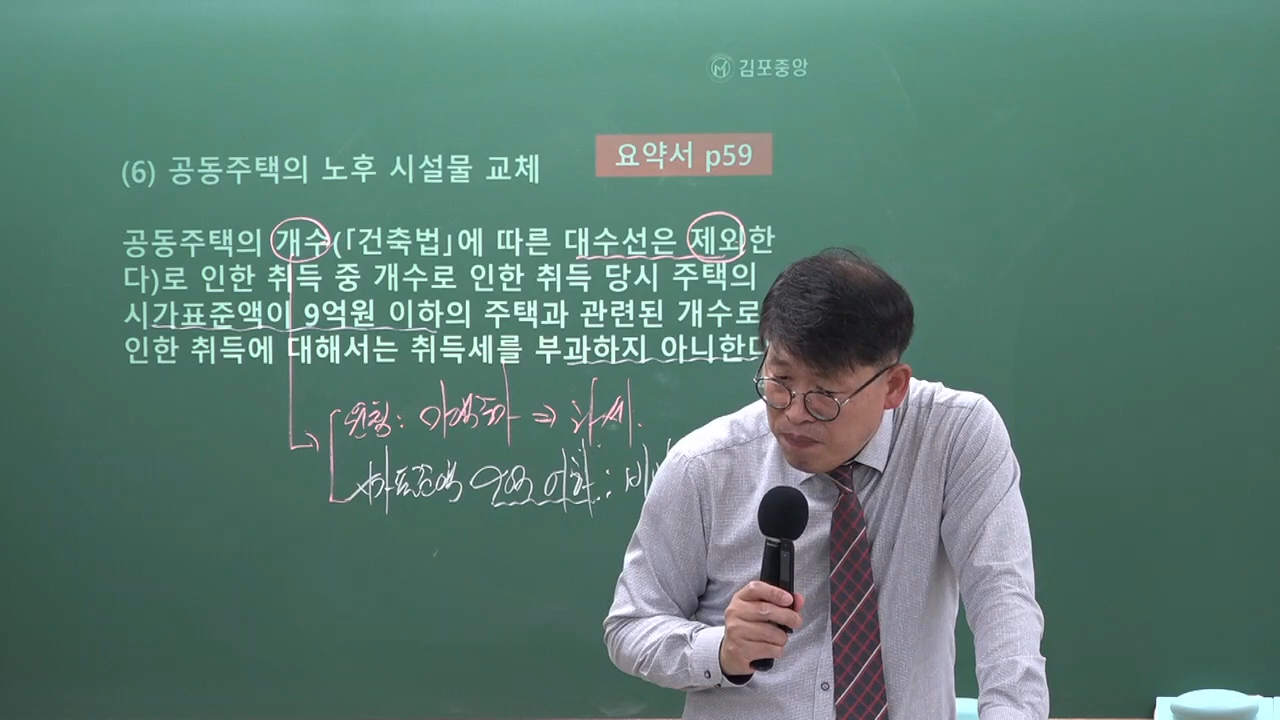 김포중앙
(6) 공동주택의 노후 시설물 교체
요약서 p59
공동주택의 개수(「건축법」에 따른 대수선은 제외한
다)로 인한 취득 중 개수로 인한 취득 당시 주택의
시가표준액이 9억원 이하의 주택과 관련된 개수로
인한 취득에 대해서는 취득세를 부과하지 아니한다
원칙: ⇒ 과세.
시가표준액 9억 이하 : 비